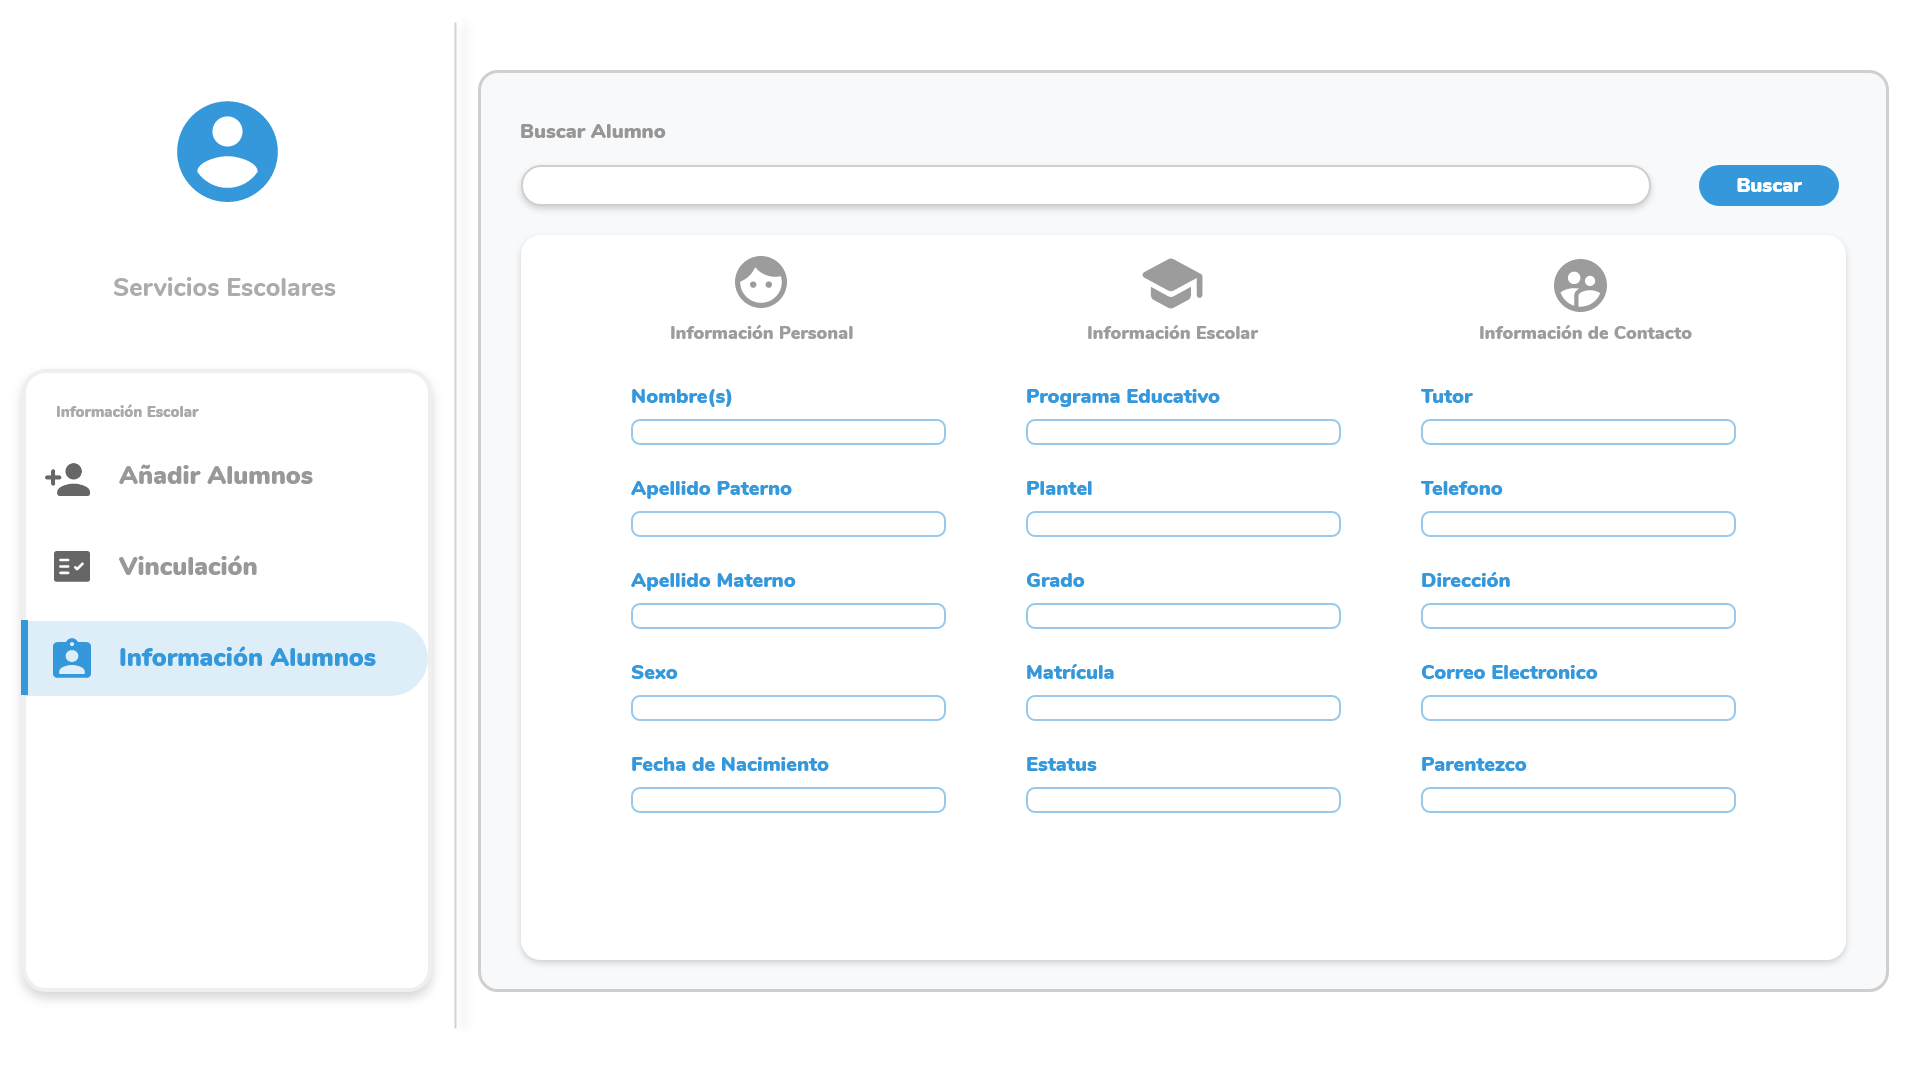 Servicios Escolares
Información Escolar
Añadir Alumnos
Vinculación
Información Alumnos
Buscar Alumno
Buscar
Información Personal
Nombre(s)
Apellido Paterno
Apellido Materno
Sexo
Fecha de Nacimiento
Información Escolar
Programa Educativo
Plantel
Grado
Matrícula
Estatus
Información de Contacto
Tutor
Telefono
Dirección
Correo Electronico
Parentezco